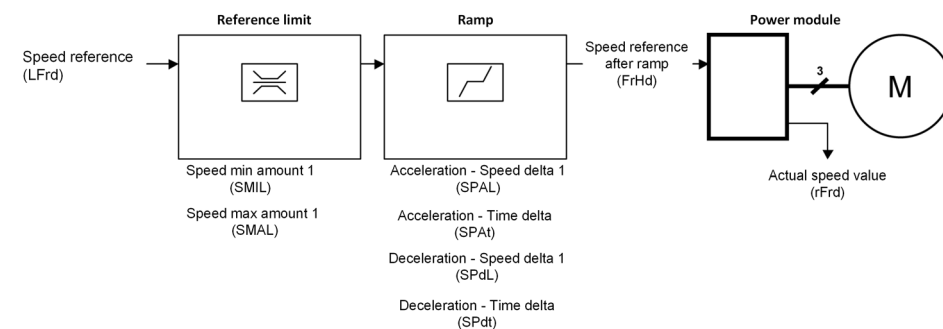 Reference limit
Ramp
Power module
Speed reference
(LFrd)
Speed reference
after ramp
(FrHd)
3
M
Actual speed value
(rFrd)
Speed min amount 1
(SMIL)
Speed max amount 1
(SMAL)
Acceleration - Speed delta 1
(SPAL)
Acceleration - Time delta
(SPAt)
Deceleration - Speed delta 1
(SPdL)
Deceleration - Time delta
(SPdt)